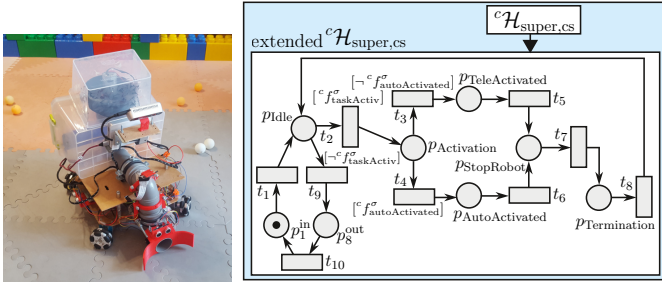 ᶜ𝓗super,cs
extended ᶜ𝓗super,cs
[¬ᶜfσautoActivated] pTeleActivated
[ᶜfσtaskActiv]
pIdle t2 t3 t5
t7
[¬ᶜfσtaskActiv] pActivation
pStopRobot
t1 t9 t4 t6 t8
[ᶜfσautoActivated] pAutoActivated pTermination
p1in p8out
t10